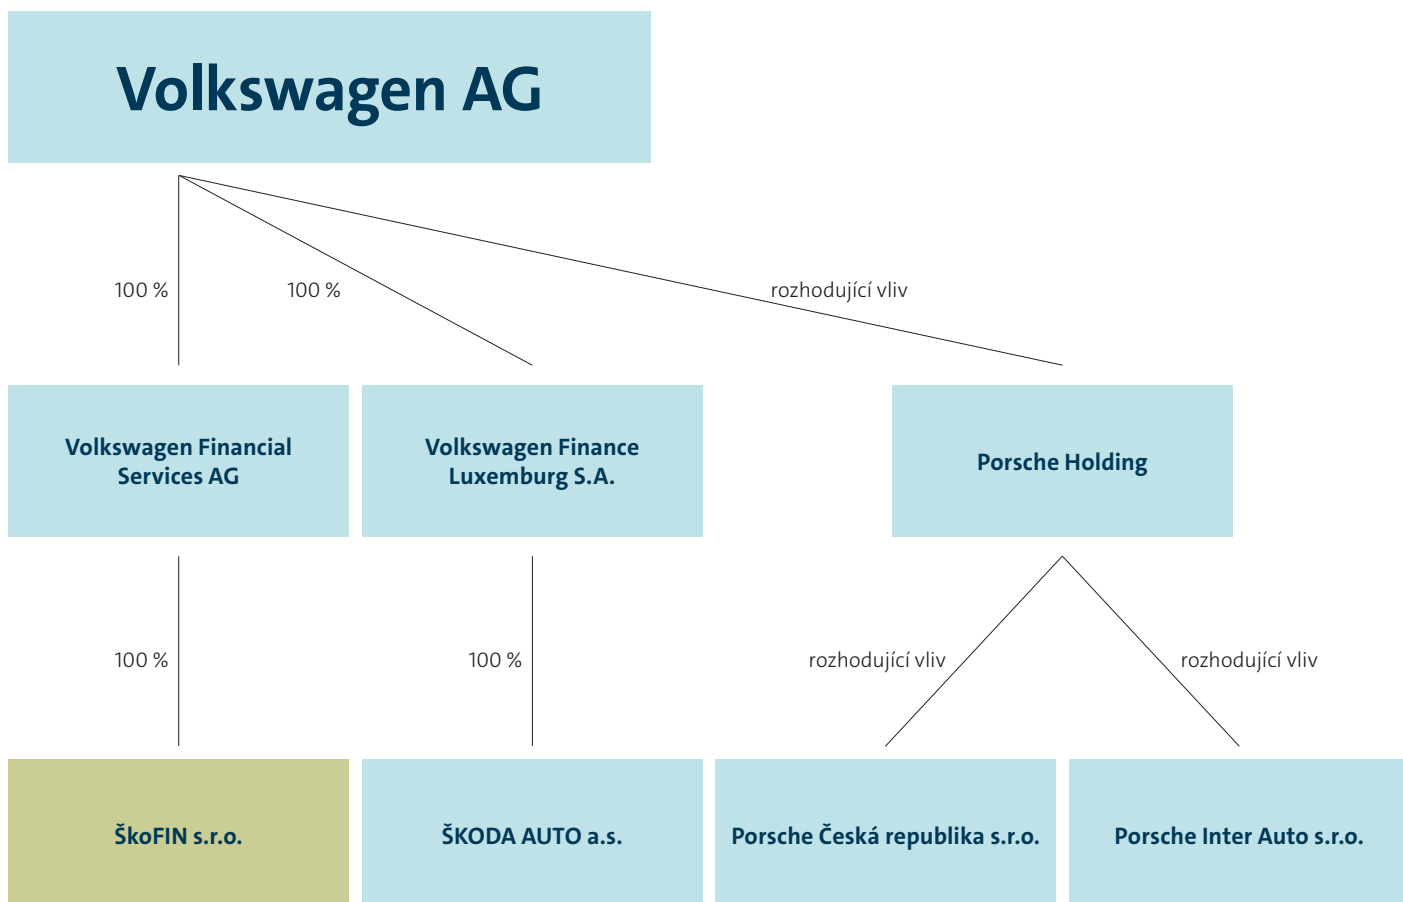 Volkswagen AG
100 %
100 %
rozhodující vliv
Volkswagen Financial
Services AG
Volkswagen Finance
Luxemburg S.A.
Porsche Holding
100 %
100 %
rozhodující vliv
rozhodující vliv
ŠkoFIN s.r.o.
ŠKODA AUTO a.s.
Porsche Česká republika s.r.o.
Porsche Inter Auto s.r.o.